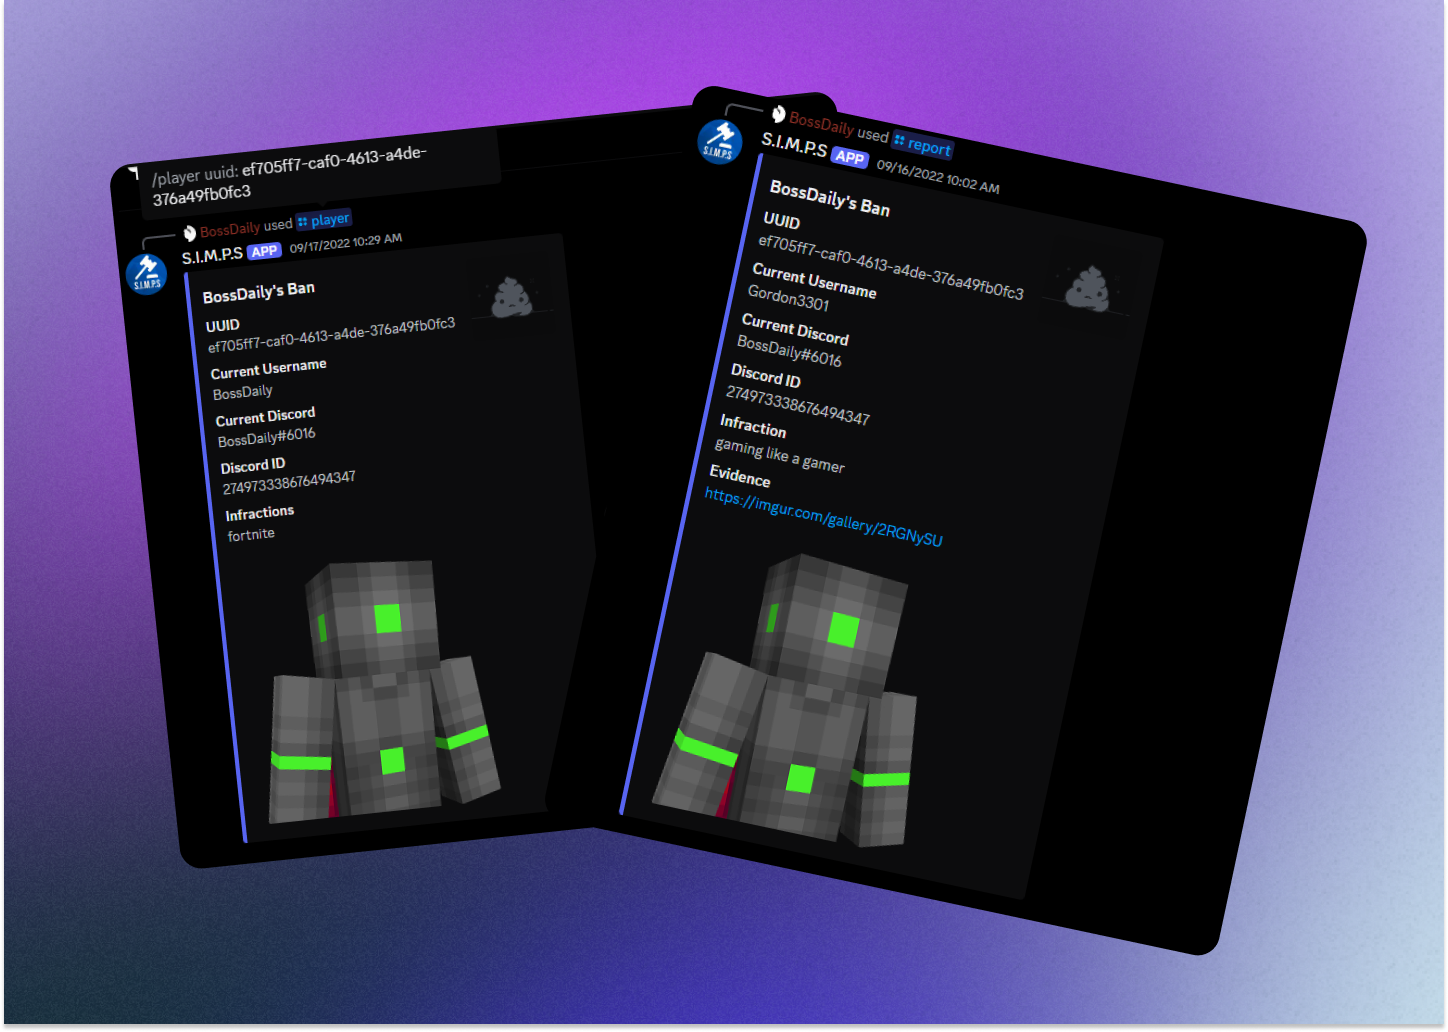 /player uuid: ef705ff7-caf0-4613-a4de-
376a49fb0fc3
BossDaily used player
S.I.M.P.S APP 09/17/2022 10:29 AM
S.I.M.P.S
BossDaily's Ban
UUID
ef705ff7-caf0-4613-a4de-376a49fb0fc3
Current Username
BossDaily
Current Discord
BossDaily#6016
Discord ID
274973338676494347
Infractions
fortnite
BossDaily used report
S.I.M.P.S APP 09/16/2022 10:02 AM
S.I.M.P.S
BossDaily's Ban
UUID
ef705ff7-caf0-4613-a4de-376a49fb0fc3
Current Username
Gordon3301
Current Discord
BossDaily#6016
Discord ID
274973338676494347
Infraction
gaming like a gamer
Evidence
https://imgur.com/gallery/2RGNySU